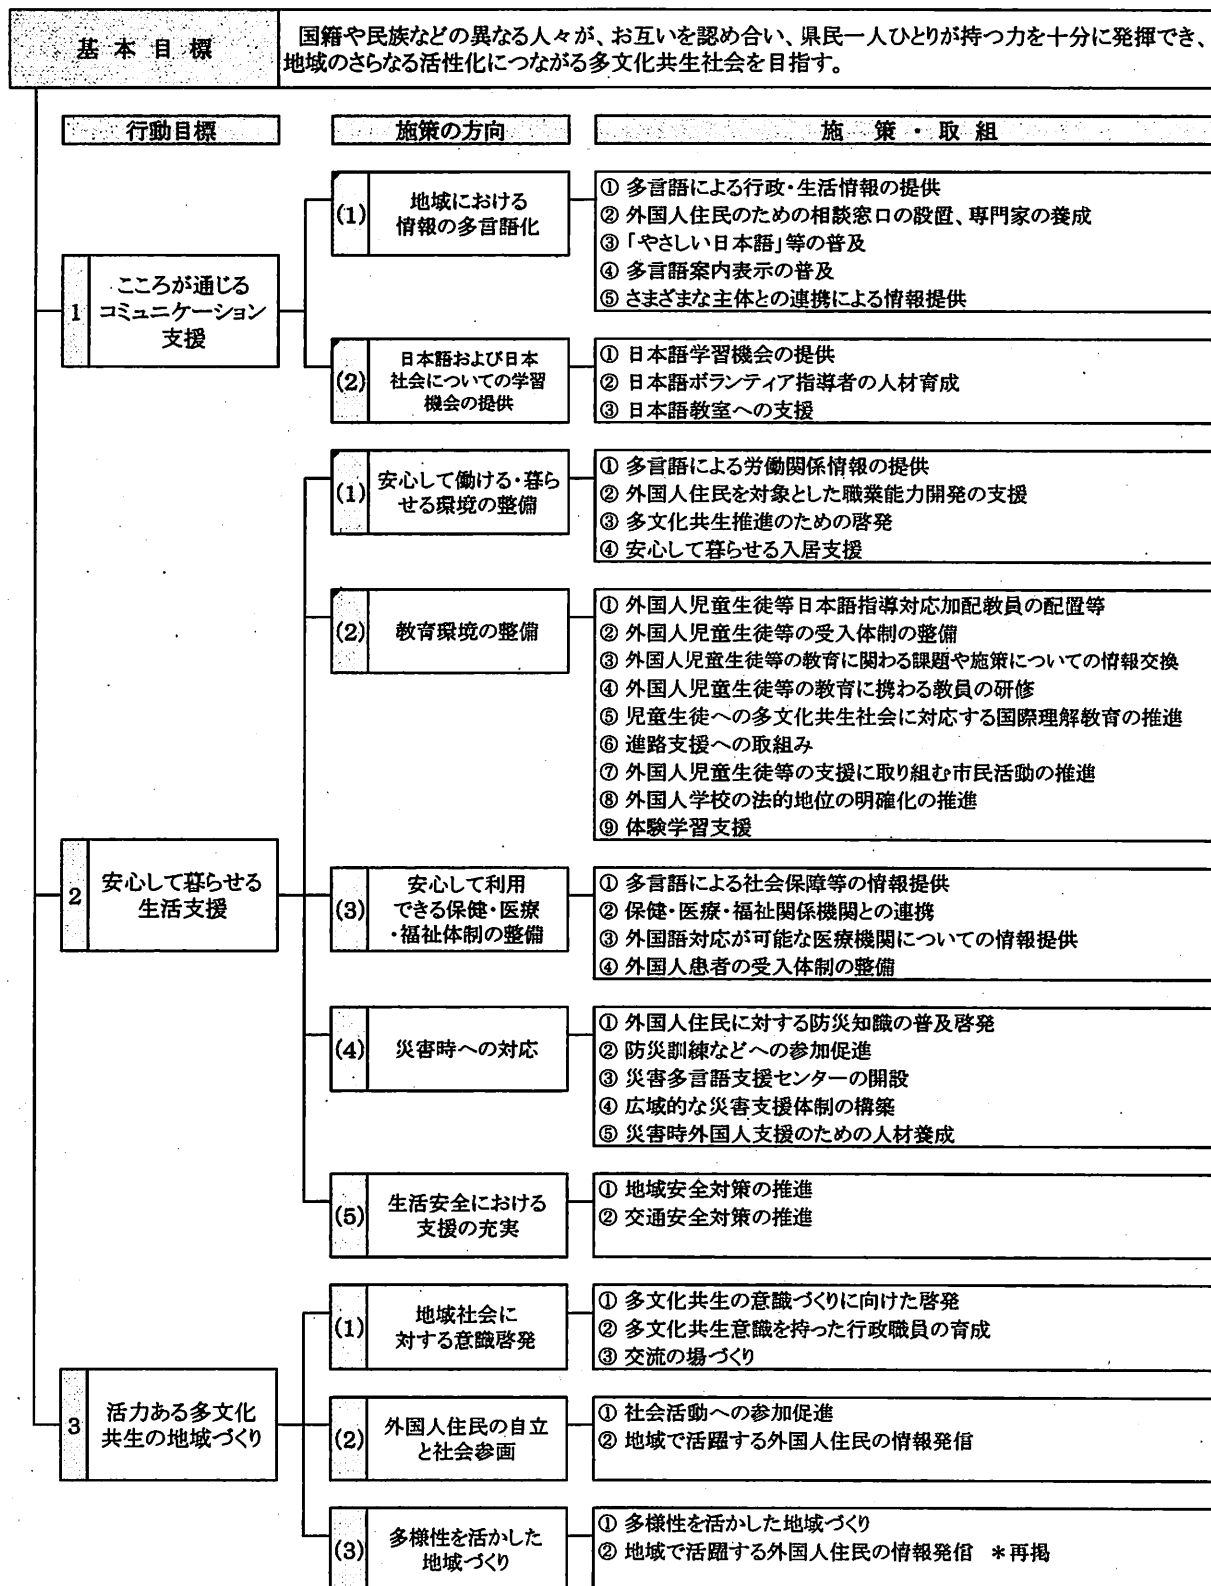 基本目標
国籍や民族などの異なる人々が、お互いを認め合い、県民一人ひとりが持つ力を十分に発揮でき、
地域のさらなる活性化につながる多文化共生社会を目指す。
行動目標
施策の方向
施策・取組
1
こころが通じる
コミュニケーション
支援
(1)
地域における
情報の多言語化
① 多言語による行政・生活情報の提供
② 外国人住民のための相談窓口の設置、専門家の養成
③ 「やさしい日本語」等の普及
④ 多言語案内表示の普及
⑤ さまざまな主体との連携による情報提供
(2)
日本語および日本
社会についての学習
機会の提供
① 日本語学習機会の提供
② 日本語ボランティア指導者の人材育成
③ 日本語教室への支援
2
安心して暮らせる
生活支援
(1)
安心して働ける・暮ら
せる環境の整備
① 多言語による労働関係情報の提供
② 外国人住民を対象とした職業能力開発の支援
③ 多文化共生推進のための啓発
④ 安心して暮らせる入居支援
(2)
教育環境の整備
① 外国人児童生徒等日本語指導対応加配教員の配置等
② 外国人児童生徒等の受入体制の整備
③ 外国人児童生徒等の教育に関わる課題や施策についての情報交換
④ 外国人児童生徒等の教育に携わる教員の研修
⑤ 児童生徒への多文化共生社会に対応する国際理解教育の推進
⑥ 進路支援への取組み
⑦ 外国人児童生徒等の支援に取り組む市民活動の推進
⑧ 外国人学校の法的地位の明確化の推進
⑨ 体験学習支援
(3)
安心して利用
できる保健・医療
・福祉体制の整備
① 多言語による社会保障等の情報提供
② 保健・医療・福祉関係機関との連携
③ 外国語対応が可能な医療機関についての情報提供
④ 外国人患者の受入体制の整備
(4)
災害時への対応
① 外国人住民に対する防災知識の普及啓発
② 防災訓練などへの参加促進
③ 災害多言語支援センターの開設
④ 広域的な災害支援体制の構築
⑤ 災害時外国人支援のための人材養成
(5)
生活安全における
支援の充実
① 地域安全対策の推進
② 交通安全対策の推進
3
活力ある多文化
共生の地域づくり
(1)
地域社会に
対する意識啓発
① 多文化共生の意識づくりに向けた啓発
② 多文化共生意識を持った行政職員の育成
③ 交流の場づくり
(2)
外国人住民の自立
と社会参画
① 社会活動への参加促進
② 地域で活躍する外国人住民の情報発信
(3)
多様性を活かした
地域づくり
① 多様性を活かした地域づくり
② 地域で活躍する外国人住民の情報発信 ＊再掲